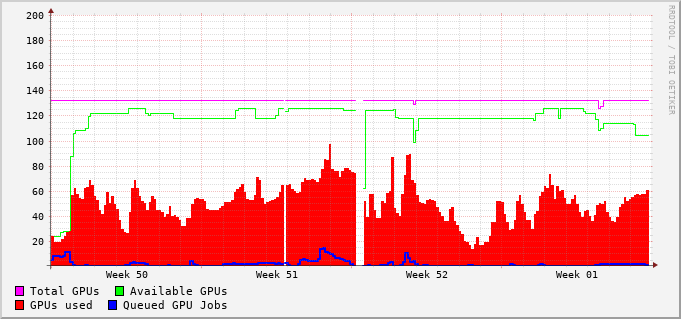 200
180
160
140
120
100
80
60
40
20
Week 50 Week 51 Week 52 Week 01
Total GPUs Available GPUs
GPUs used Queued GPU Jobs
RRDTOOL / TOBI OETIKER